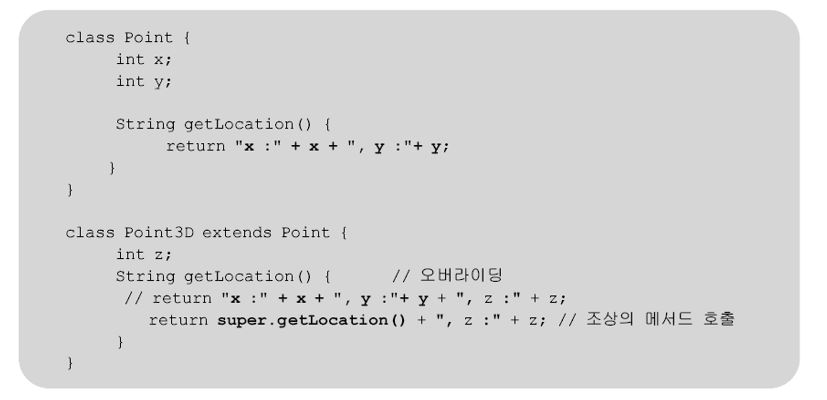 class Point {
int x;
int y;
String getLocation() {
return "x :" + x + ", y :"+ y;
}
}
class Point3D extends Point {
int z;
String getLocation() { // 오버라이딩
// return "x :" + x + ", y :"+ y + ", z :" + z;
return super.getLocation() + ", z :" + z; // 조상의 메서드 호출
}
}